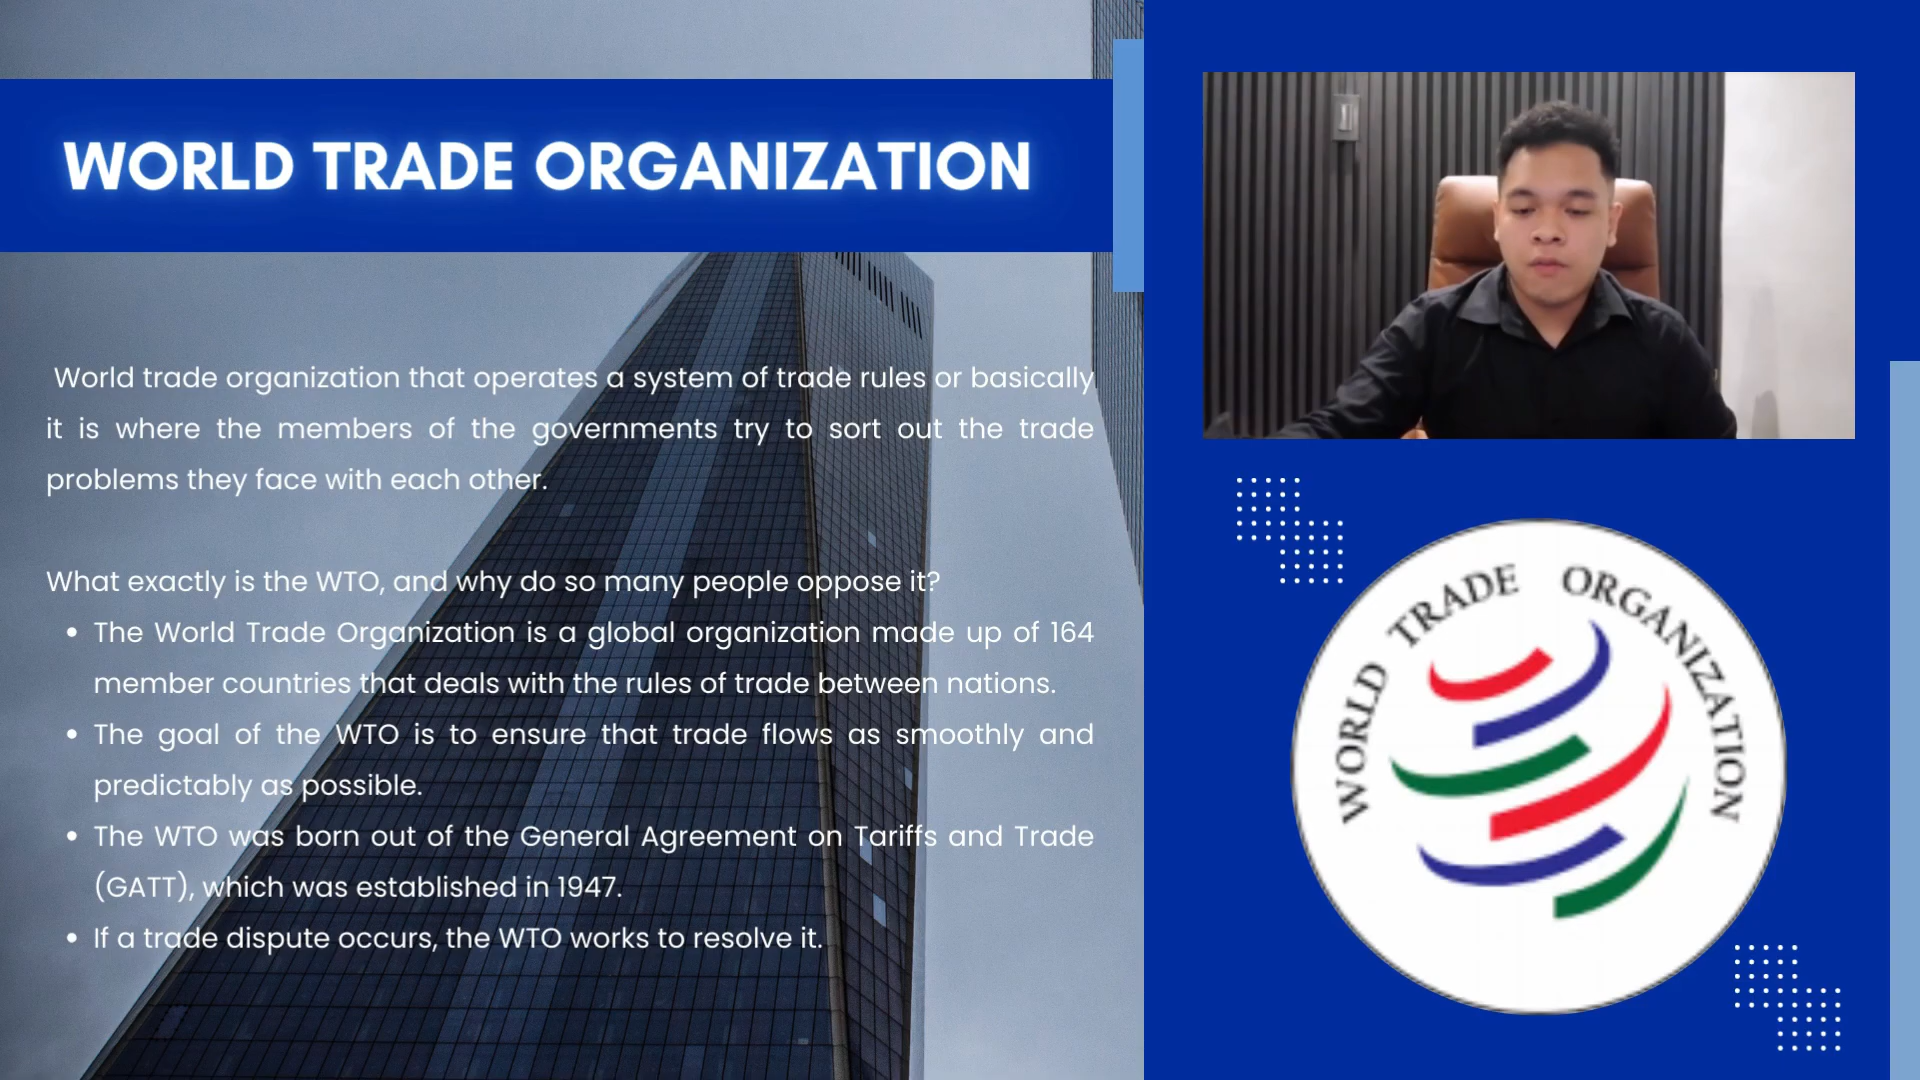 WORLD TRADE ORGANIZATION
World trade organization that operates a system of trade rules or basically
it is where the members of the governments try to sort out the trade
problems they face with each other.
What exactly is the WTO, and why do so many people oppose it?
• The World Trade Organization is a global organization made up of 164
member countries that deals with the rules of trade between nations.
• The goal of the WTO is to ensure that trade flows as smoothly and
predictably as possible.
• The WTO was born out of the General Agreement on Tariffs and Trade
(GATT), which was established in 1947.
• If a trade dispute occurs, the WTO works to resolve it.
WORLD TRADE ORGANIZATION